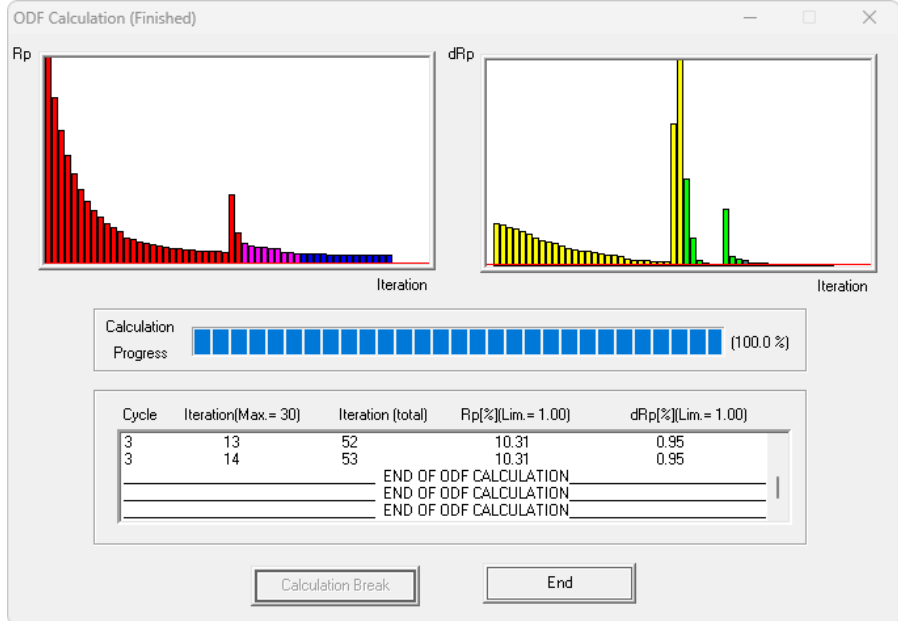 ODF Calculation (Finished)
Rp
dRp
Iteration
Iteration
Calculation
Progress
(100.0 %)
Cycle Iteration(Max.= 30) Iteration (total) Rp[%](Lim.= 1.00) dRp[%](Lim.= 1.00)
3 13 52 10.31 0.95
3 14 53 10.31 0.95
END OF ODF CALCULATION
END OF ODF CALCULATION
END OF ODF CALCULATION
Calculation Break
End